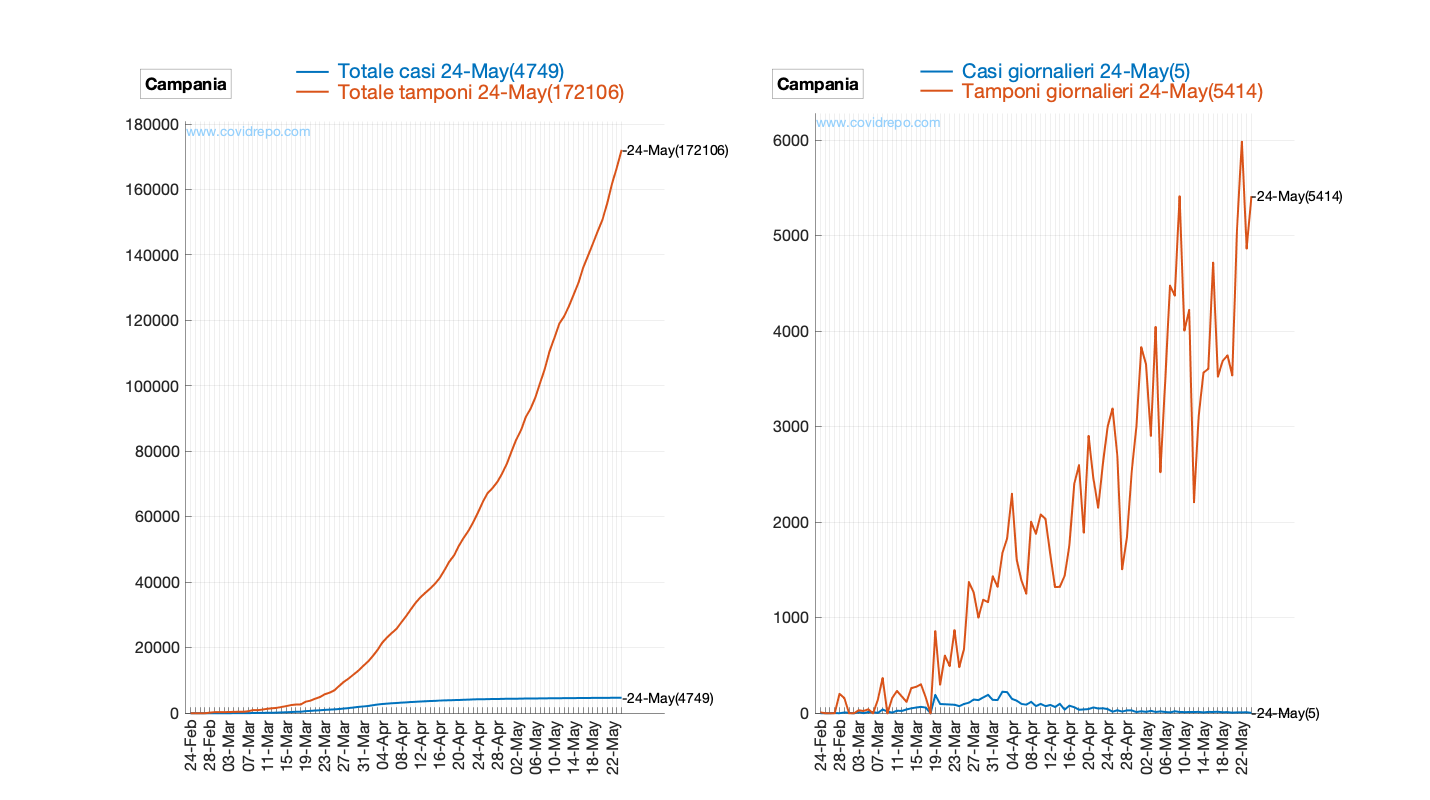 Campania
Totale casi 24-May(4749)
Totale tamponi 24-May(172106)
www.covidrepo.com
180000
160000
140000
120000
100000
80000
60000
40000
20000
0
24-May(172106)
24-May(4749)
24-Feb
28-Feb
03-Mar
07-Mar
11-Mar
15-Mar
19-Mar
23-Mar
27-Mar
31-Mar
04-Apr
08-Apr
12-Apr
16-Apr
20-Apr
24-Apr
28-Apr
02-May
06-May
10-May
14-May
18-May
22-May
Campania
Casi giornalieri 24-May(5)
Tamponi giornalieri 24-May(5414)
www.covidrepo.com
6000
5000
4000
3000
2000
1000
0
24-May(5414)
24-May(5)
24-Feb
28-Feb
03-Mar
07-Mar
11-Mar
15-Mar
19-Mar
23-Mar
27-Mar
31-Mar
04-Apr
08-Apr
12-Apr
16-Apr
20-Apr
24-Apr
28-Apr
02-May
06-May
10-May
14-May
18-May
22-May